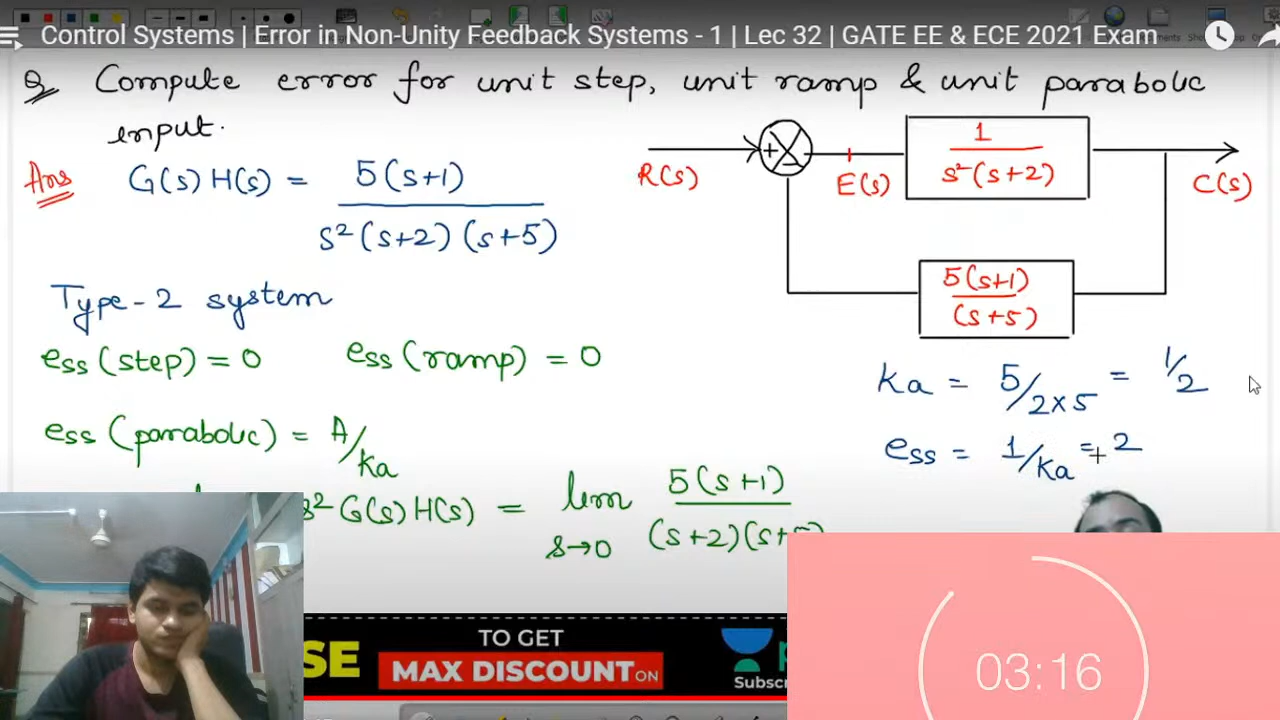 Control Systems | Error in Non-Unity Feedback Systems - 1 | Lec 32 | GATE EE & ECE 2021 Exam
Q. Compute error for unit step, unit ramp & unit parabolic
input.
Ans G(s) H(s) = 5(s+1) / s²(s+2)(s+5)
Type-2 system
ess (step) = 0 ess (ramp) = 0
ess (parabolic) = A/ka
s² G(s) H(s) = lim s→0 5(s+1) / (s+2)(s+
R(s)
+
-
E(s)
1 / s²(s+2)
C(s)
5(s+1) / (s+5)
ka = 5/2×5 = 1/2
ess = 1/ka = 2
SE
TO GET
MAX DISCOUNT ON
Subsc
03:16